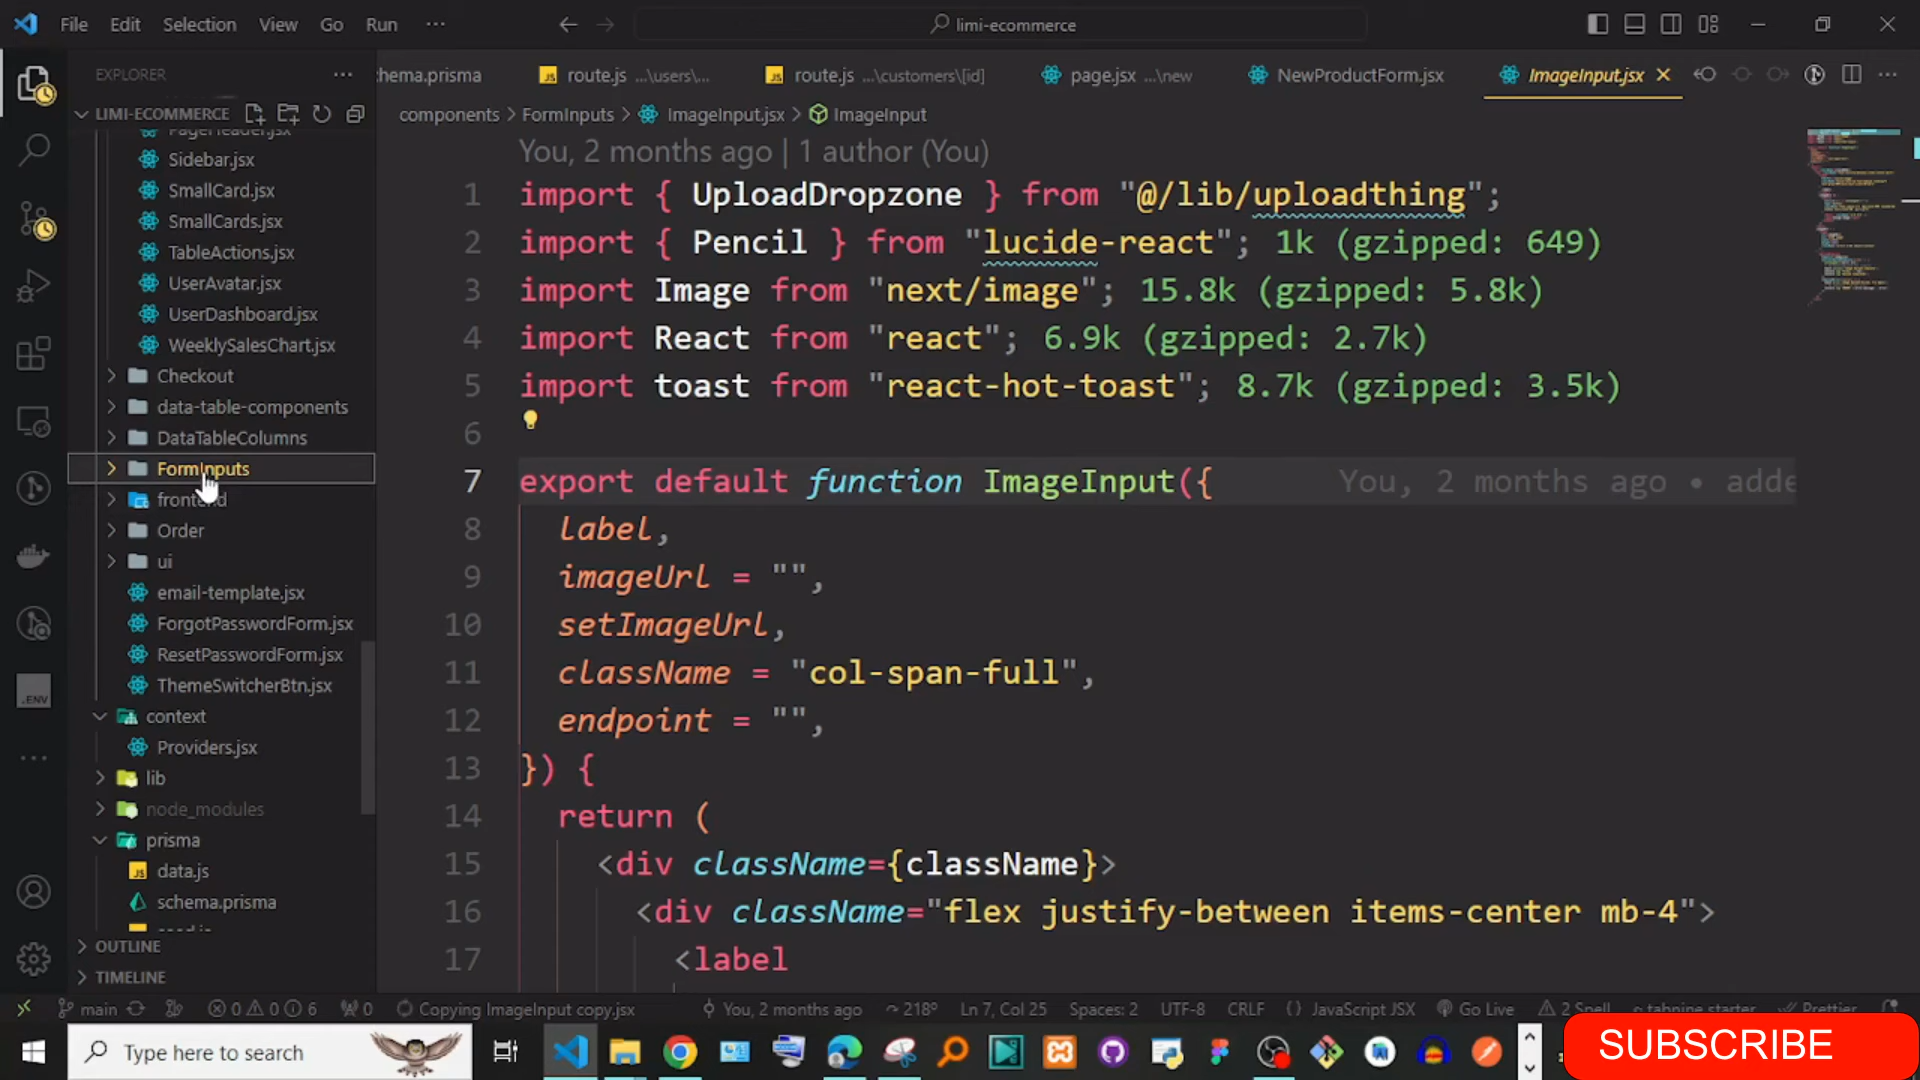 File Edit Selection View Go Run ··· limi-ecommerce
EXPLORER ···
hema.prisma route.js ...\users\... route.js ...\customers\[id] page.jsx ...\new NewProductForm.jsx ImageInput.jsx
LIMI-ECOMMERCE
components > FormInputs > ImageInput.jsx > ImageInput
PageHeader.jsx
Sidebar.jsx
SmallCard.jsx
SmallCards.jsx
TableActions.jsx
UserAvatar.jsx
UserDashboard.jsx
WeeklySalesChart.jsx
Checkout
data-table-components
DataTableColumns
FormInputs
frontend
Order
ui
email-template.jsx
ForgotPasswordForm.jsx
ResetPasswordForm.jsx
ThemeSwitcherBtn.jsx
context
Providers.jsx
lib
node_modules
prisma
data.js
schema.prisma
OUTLINE
TIMELINE
.ENV
You, 2 months ago | 1 author (You)
1 import { UploadDropzone } from "@/lib/uploadthing";
2 import { Pencil } from "lucide-react"; 1k (gzipped: 649)
3 import Image from "next/image"; 15.8k (gzipped: 5.8k)
4 import React from "react"; 6.9k (gzipped: 2.7k)
5 import toast from "react-hot-toast"; 8.7k (gzipped: 3.5k)
6
7 export default function ImageInput({ You, 2 months ago • adde
8 label,
9 imageUrl = "",
10 setImageUrl,
11 className = "col-span-full",
12 endpoint = "",
13 }) {
14 return (
15 <div className={className}>
16 <div className="flex justify-between items-center mb-4">
17 <label
main 0 0 6 0 Copying ImageInput copy.jsx You, 2 months ago 218° Ln 7, Col 25 Spaces: 2 UTF-8 CRLF {} JavaScript JSX Go Live 2 Spell tabnine starter Prettier
Type here to search
SUBSCRIBE